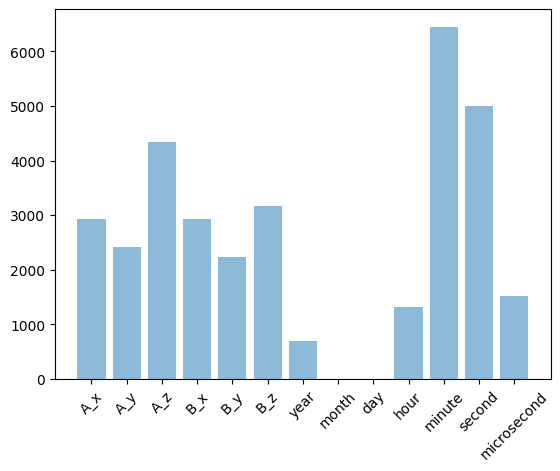 6000
5000
4000
3000
2000
1000
0
A_x
A_y
A_z
B_x
B_y
B_z
year
month
day
hour
minute
second
microsecond